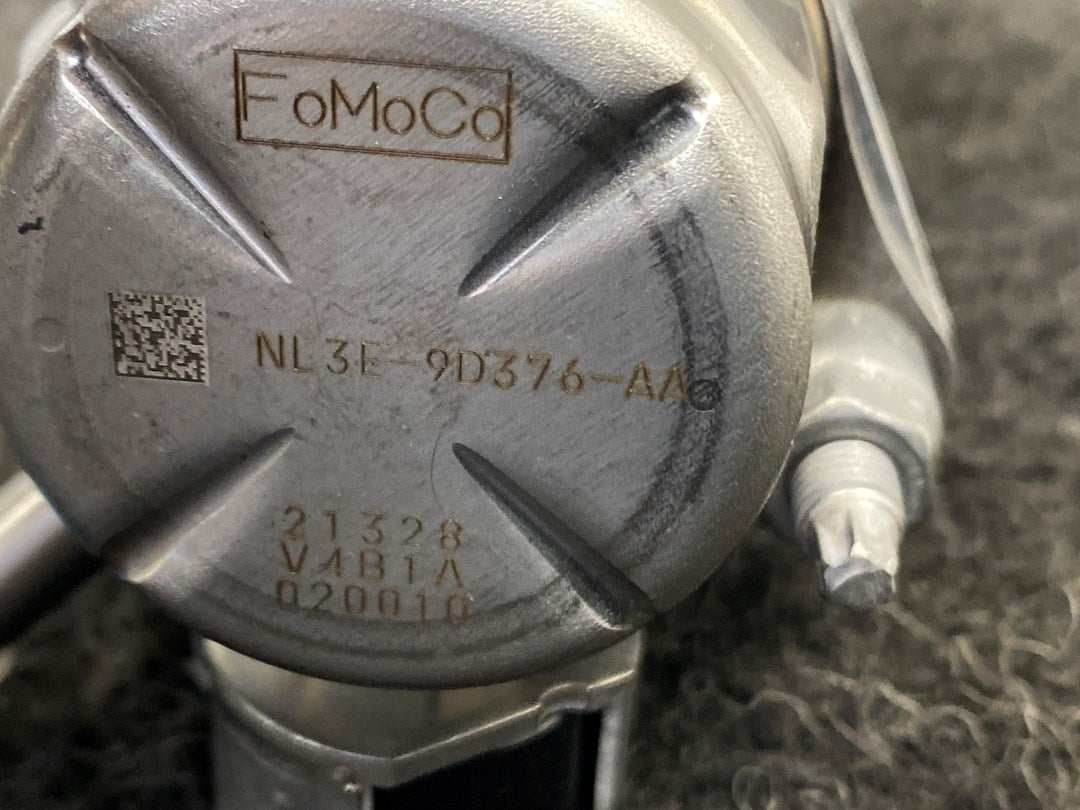 FoMoCo
NL3E-9D376-AA
21328
V4B1A
020010